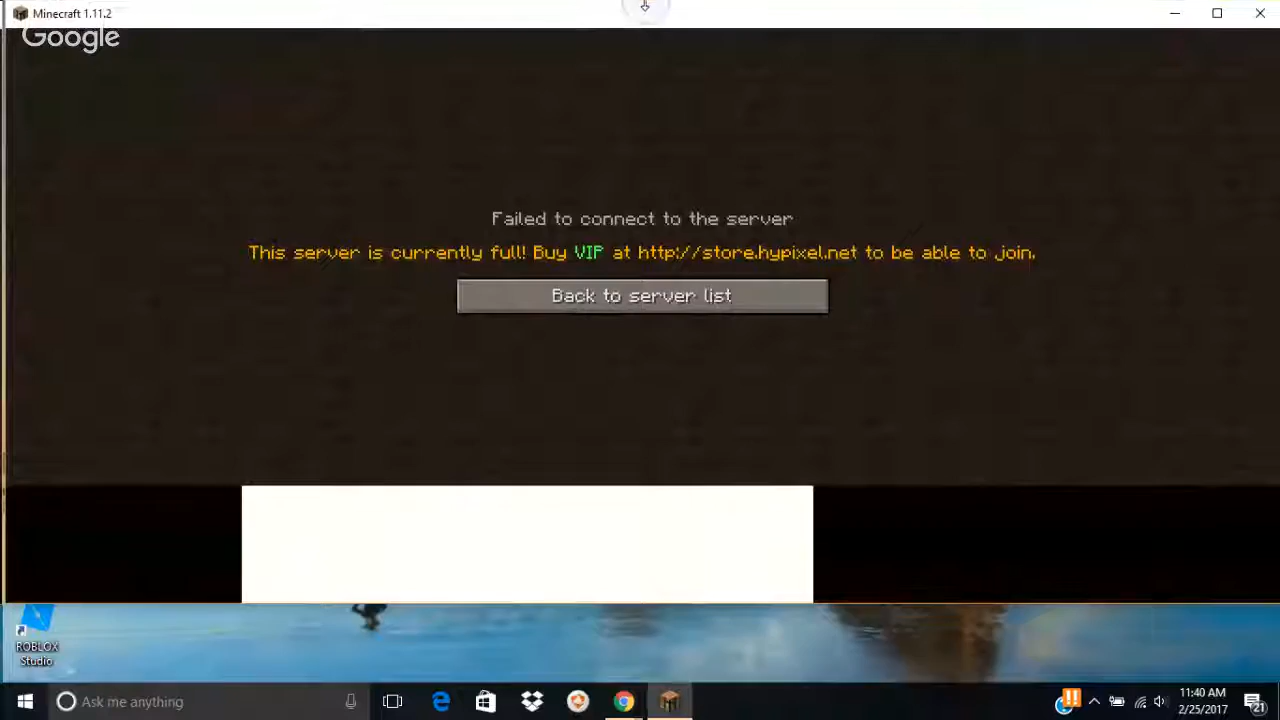 Minecraft 1.11.2
Google
Failed to connect to the server
This server is currently full! Buy VIP at http://store.hypixel.net to be able to join.
Back to server list
ROBLOX
Studio
Ask me anything
11:40 AM
2/25/2017
21